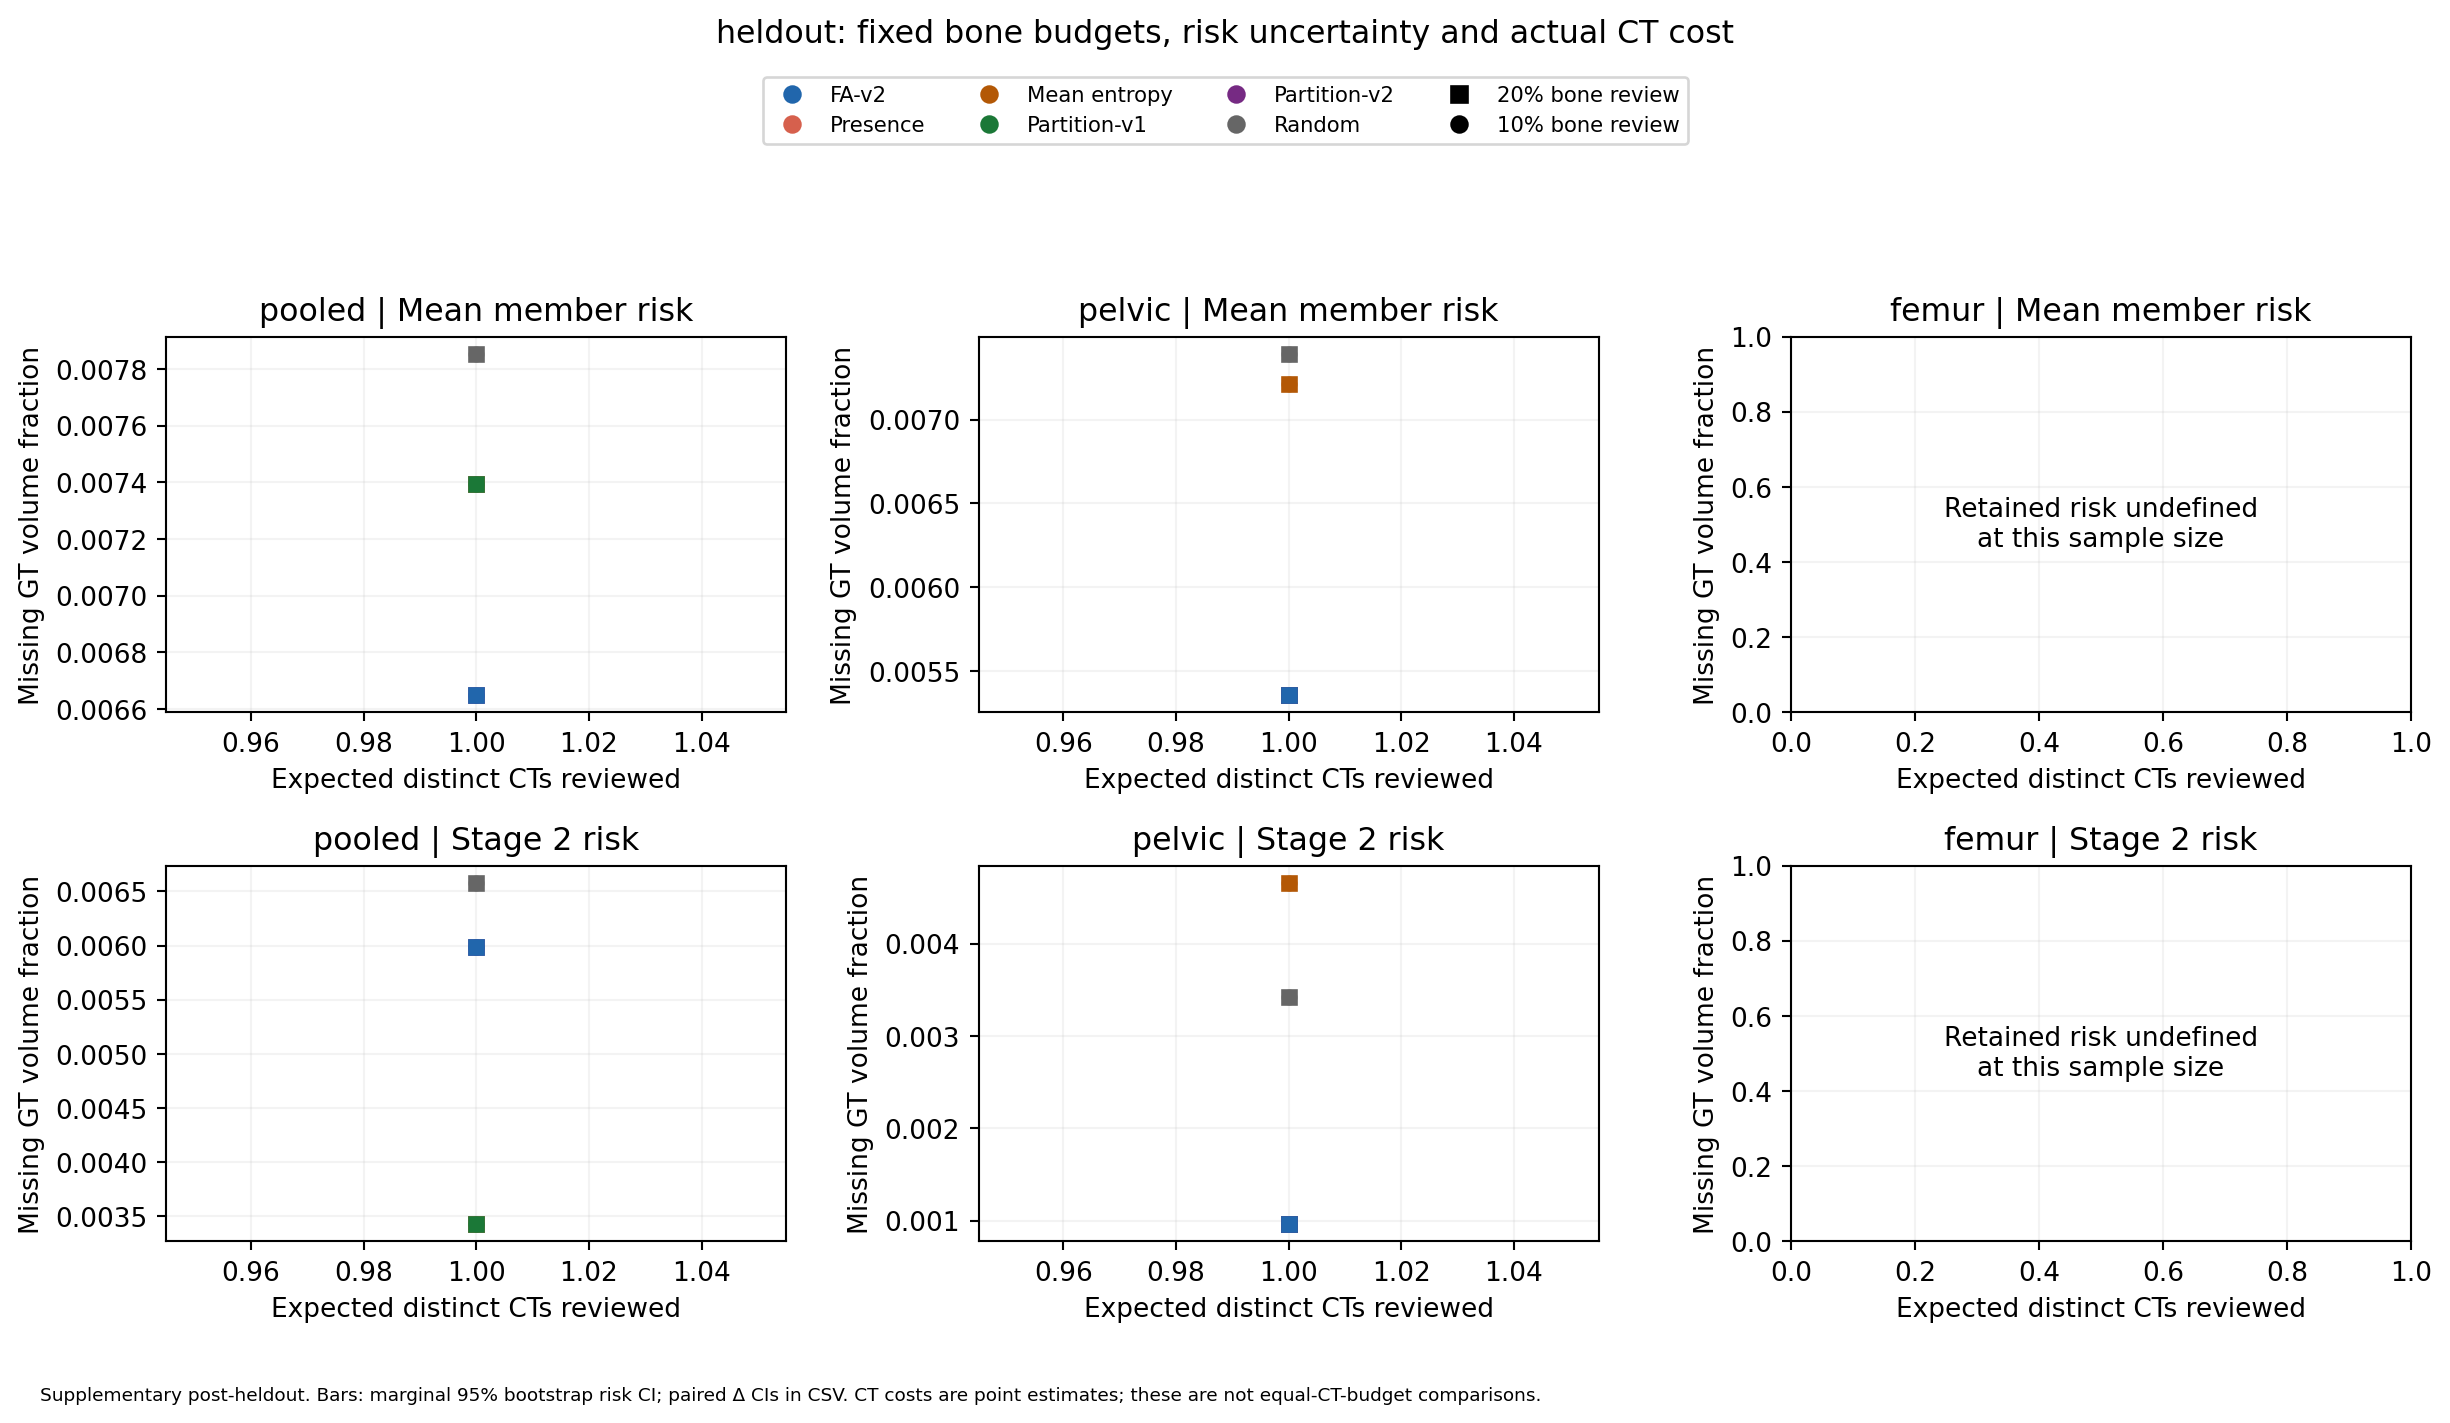 heldout: fixed bone budgets, risk uncertainty and actual CT cost
FA-v2
Presence
Mean entropy
Partition-v1
Partition-v2
Random
20% bone review
10% bone review
pooled | Mean member risk
Missing GT volume fraction
0.0078
0.0076
0.0074
0.0072
0.0070
0.0068
0.0066
0.96 0.98 1.00 1.02 1.04
Expected distinct CTs reviewed
pelvic | Mean member risk
Missing GT volume fraction
0.0070
0.0065
0.0060
0.0055
0.96 0.98 1.00 1.02 1.04
Expected distinct CTs reviewed
femur | Mean member risk
Missing GT volume fraction
1.0
0.8
0.6
0.4
0.2
0.0
Retained risk undefined
at this sample size
0.0 0.2 0.4 0.6 0.8 1.0
Expected distinct CTs reviewed
pooled | Stage 2 risk
Missing GT volume fraction
0.0065
0.0060
0.0055
0.0050
0.0045
0.0040
0.0035
0.96 0.98 1.00 1.02 1.04
Expected distinct CTs reviewed
pelvic | Stage 2 risk
Missing GT volume fraction
0.004
0.003
0.002
0.001
0.96 0.98 1.00 1.02 1.04
Expected distinct CTs reviewed
femur | Stage 2 risk
Missing GT volume fraction
1.0
0.8
0.6
0.4
0.2
0.0
Retained risk undefined
at this sample size
0.0 0.2 0.4 0.6 0.8 1.0
Expected distinct CTs reviewed
Supplementary post-heldout. Bars: marginal 95% bootstrap risk CI; paired Δ CIs in CSV. CT costs are point estimates; these are not equal-CT-budget comparisons.